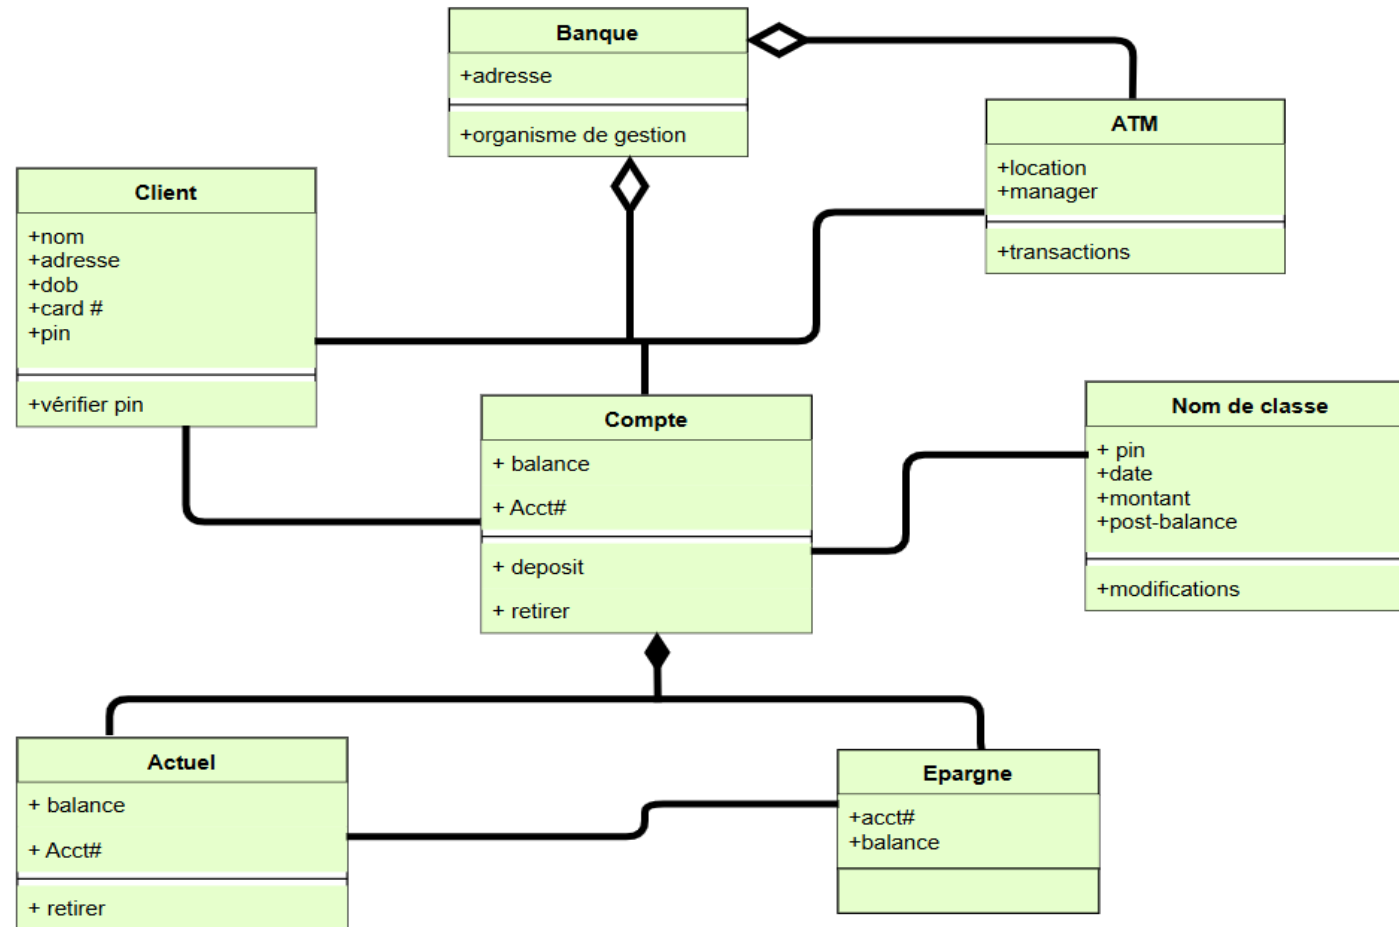 Banque
+adresse
+organisme de gestion
ATM
+location
+manager
+transactions
Client
+nom
+adresse
+dob
+card #
+pin
+vérifier pin
Compte
+ balance
+ Acct#
+ deposit
+ retirer
Nom de classe
+ pin
+date
+montant
+post-balance
+modifications
Actuel
+ balance
+ Acct#
+ retirer
Epargne
+acct#
+balance